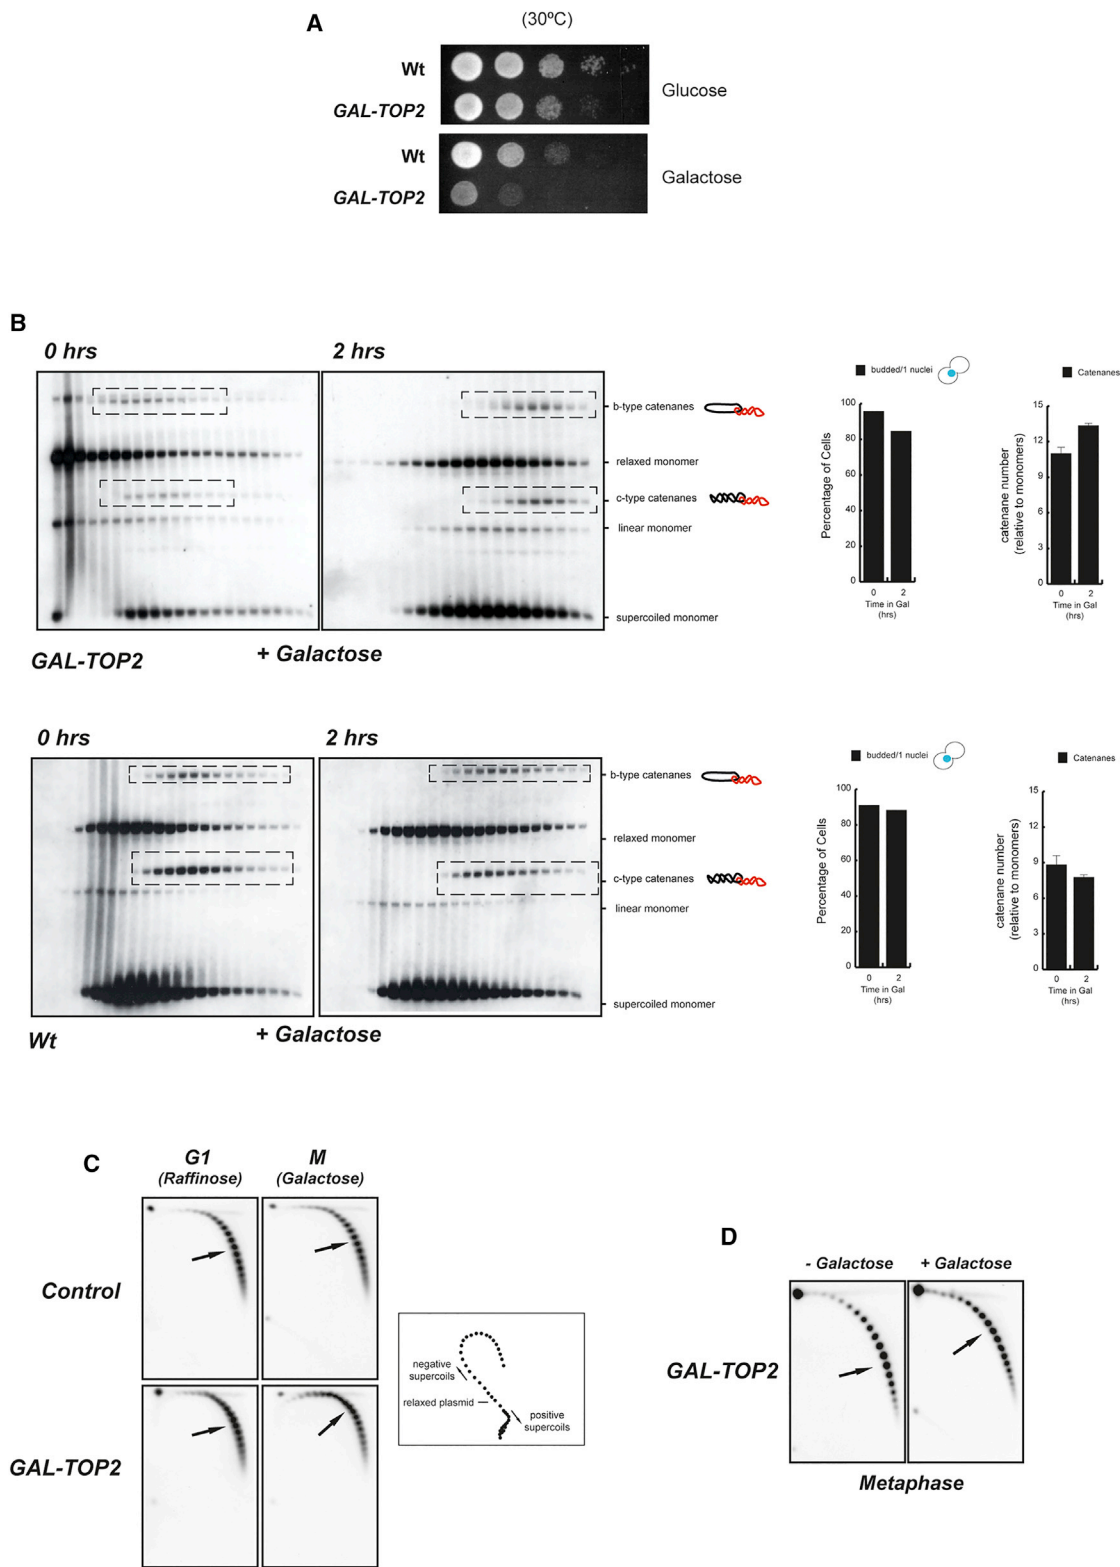 A
(30ºC)
Wt
GAL-TOP2
Glucose
Wt
GAL-TOP2
Galactose
B
0 hrs
2 hrs
b-type catenanes
relaxed monomer
c-type catenanes
linear monomer
supercoiled monomer
GAL-TOP2
+ Galactose
budded/1 nuclei
Percentage of Cells
100
80
60
40
20
0
0 2
Time in Gal
(hrs)
Catenanes
catenane number
(relative to monomers)
15
12
9
6
3
0
0 2
Time in Gal
(hrs)
0 hrs
2 hrs
b-type catenanes
relaxed monomer
c-type catenanes
linear monomer
supercoiled monomer
Wt
+ Galactose
budded/1 nuclei
Percentage of Cells
100
80
60
40
20
0
0 2
Time in Gal
(hrs)
Catenanes
catenane number
(relative to monomers)
15
12
9
6
3
0
0 2
Time in Gal
(hrs)
C
G1
(Raffinose)
M
(Galactose)
Control
GAL-TOP2
negative
supercoils
relaxed plasmid
positive
supercoils
D
- Galactose
+ Galactose
GAL-TOP2
Metaphase